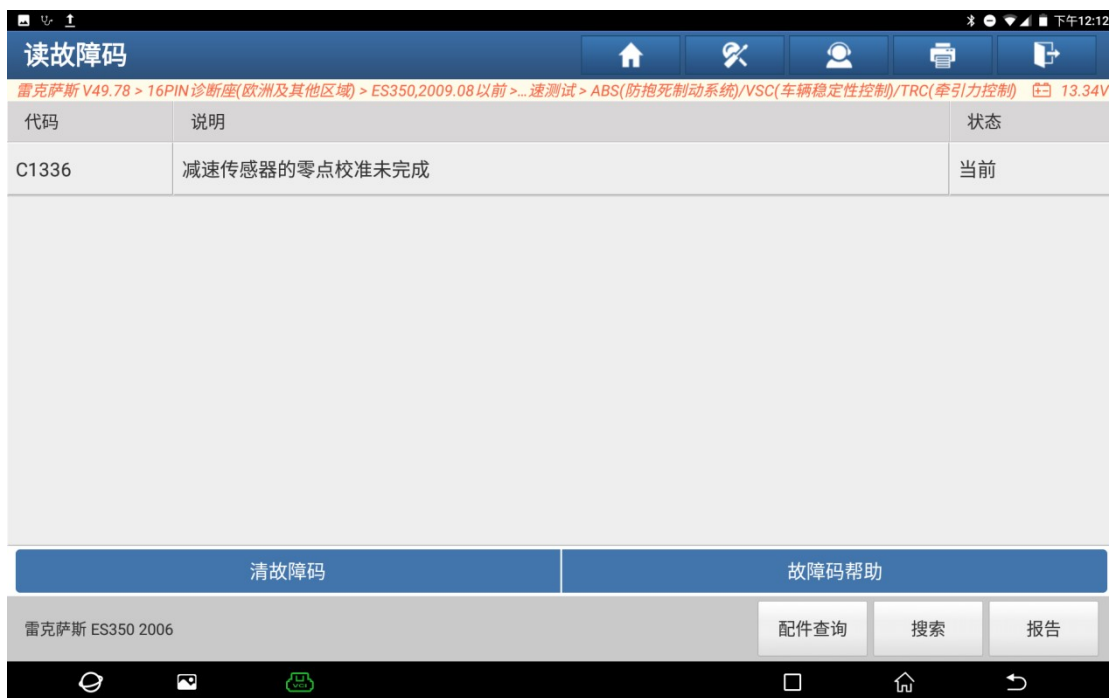 下午12:12
读故障码
雷克萨斯 V49.78 > 16PIN诊断座(欧洲及其他区域) > ES350,2009.08以前 >...速测试 > ABS(防抱死制动系统)/VSC(车辆稳定性控制)/TRC(牵引力控制) 13.34V
代码 说明 状态
C1336 减速传感器的零点校准未完成 当前
清故障码 故障码帮助
雷克萨斯 ES350 2006 配件查询 搜索 报告
VCI